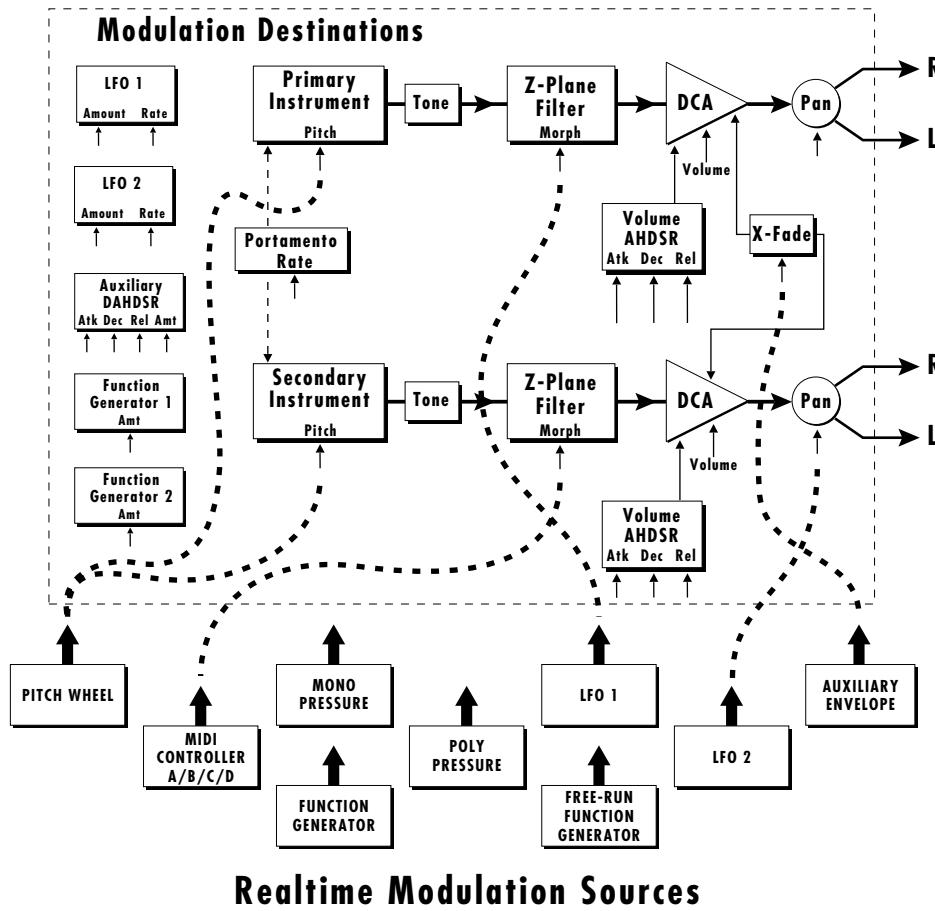 Modulation Destinations
LFO 1
Amount Rate
LFO 2
Amount Rate
Auxiliary
DAHDSR
Atk Dec Rel Amt
Function
Generator 1
Amt
Function
Generator 2
Amt
Primary
Instrument
Pitch
Tone
Z-Plane
Filter
Morph
DCA
Volume
Pan
R
L
Portamento
Rate
Volume
AHDSR
Atk Dec Rel
X-Fade
Secondary
Instrument
Pitch
Tone
Z-Plane
Filter
Morph
DCA
Volume
Pan
R
L
Volume
AHDSR
Atk Dec Rel
PITCH WHEEL
MIDI
CONTROLLER
A/B/C/D
MONO
PRESSURE
FUNCTION
GENERATOR
POLY
PRESSURE
LFO 1
FREE-RUN
FUNCTION
GENERATOR
LFO 2
AUXILIARY
ENVELOPE
Realtime Modulation Sources